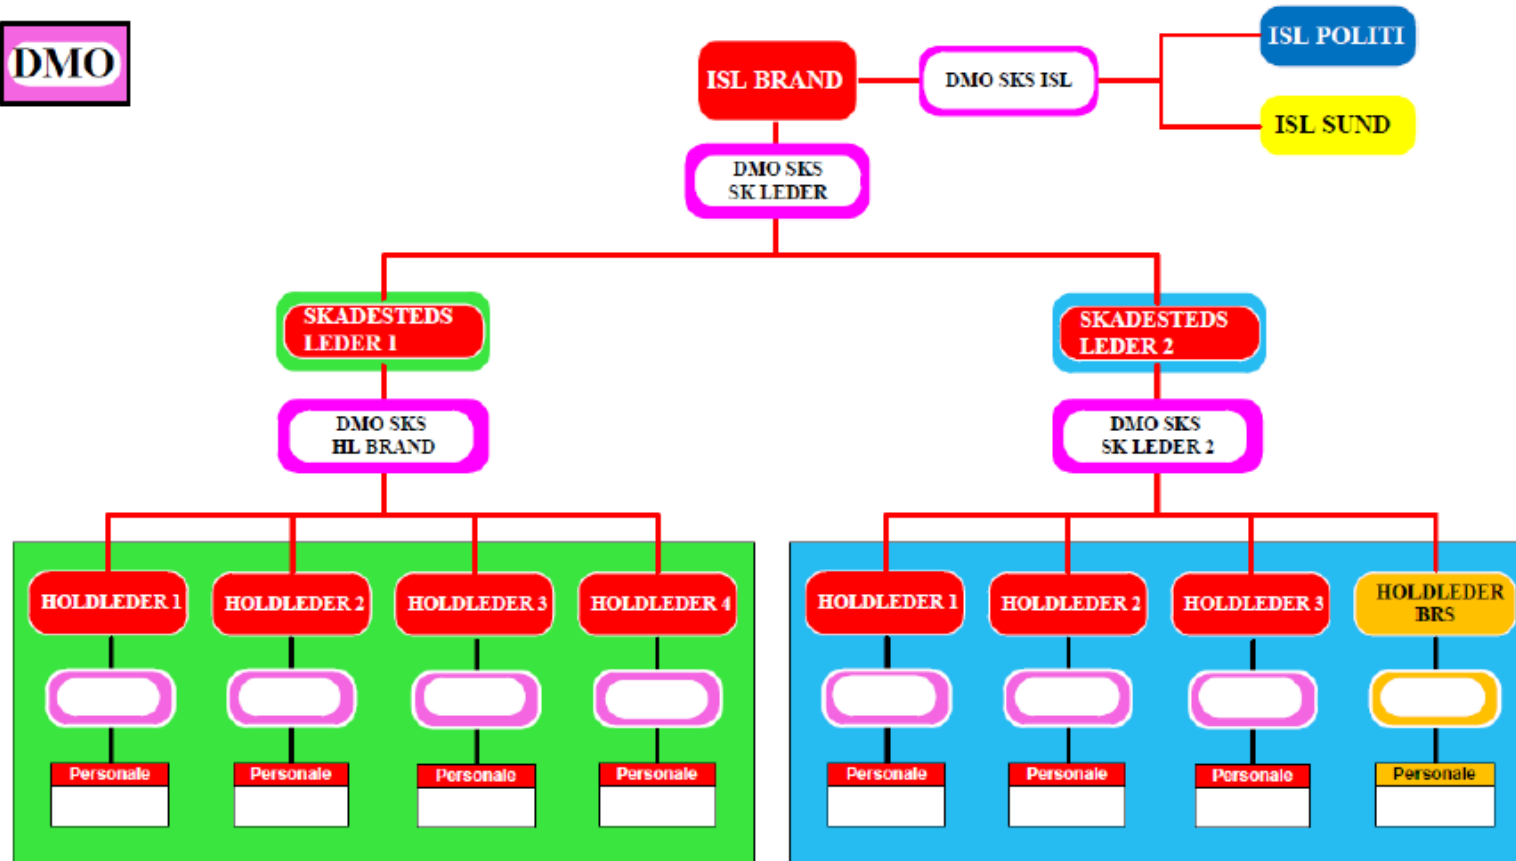 DMO
ISL POLITI
ISL BRAND
DMO SKS ISL
ISL SUND
DMO SKS
SK LEDER
SKADESTEDS
LEDER 1
SKADESTEDS
LEDER 2
DMO SKS
HL BRAND
DMO SKS
SK LEDER 2
HOLDLEDER 1
HOLDLEDER 2
HOLDLEDER 3
HOLDLEDER 4
HOLDLEDER 1
HOLDLEDER 2
HOLDLEDER 3
HOLDLEDER
BRS
Personale
Personale
Personale
Personale
Personale
Personale
Personale
Personale